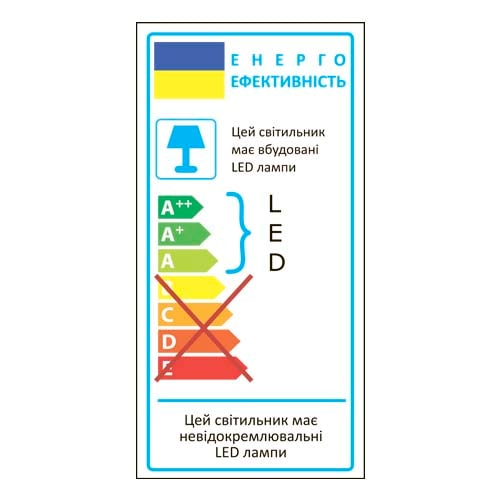 ЕНЕРГО
ЕФЕКТИВНІСТЬ
Цей світильник
має вбудовані
LED лампи
A++
A+
A
B
C
D
E
L
E
D
Цей світильник має
невідокремлювальні
LED лампи